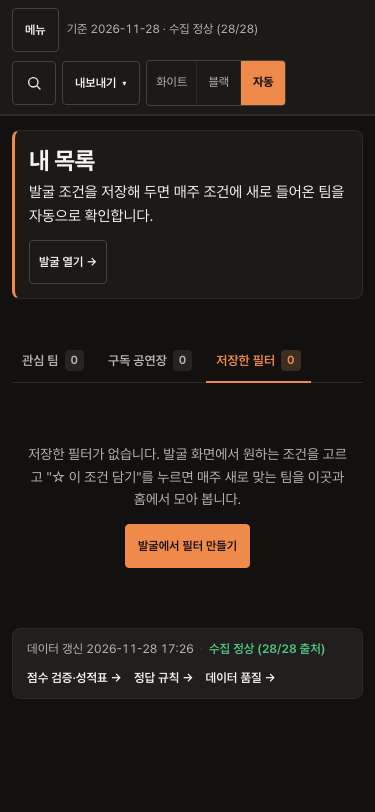 메뉴 기준 2026-11-28 · 수집 정상 (28/28)
내보내기 ▾ 화이트 블랙 자동
내 목록
발굴 조건을 저장해 두면 매주 조건에 새로 들어온 팀을
자동으로 확인합니다.
발굴 열기 →
관심 팀 0 구독 공연장 0 저장한 필터 0
저장한 필터가 없습니다. 발굴 화면에서 원하는 조건을 고르
고 "☆ 이 조건 담기"를 누르면 매주 새로 맞는 팀을 이곳과
홈에서 모아 봅니다.
발굴에서 필터 만들기
데이터 갱신 2026-11-28 17:26 · 수집 정상 (28/28 출처)
점수 검증·성적표 → 정답 규칙 → 데이터 품질 →